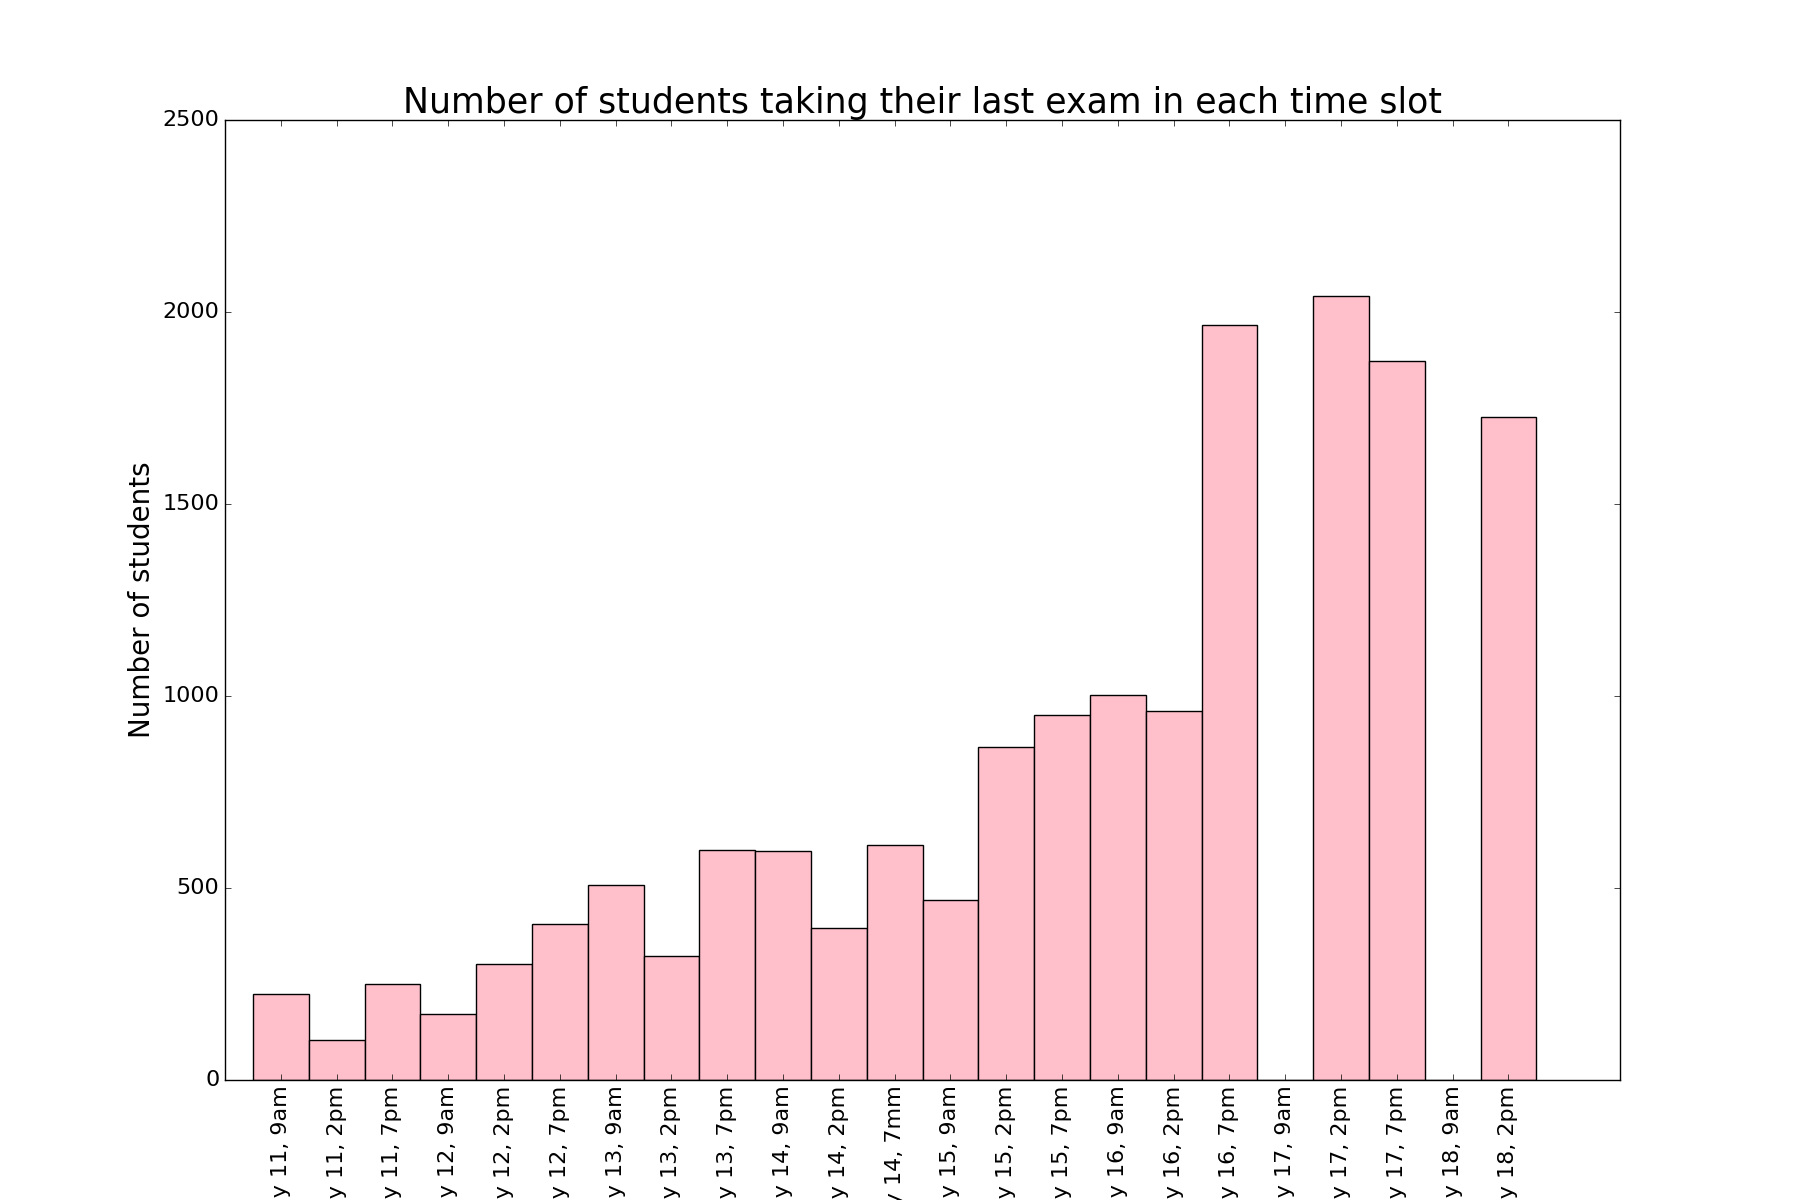 Number of students taking their last exam in each time slot
Number of students
2500
2000
1500
1000
500
0
y 11, 9am
y 11, 2pm
y 11, 7pm
y 12, 9am
y 12, 2pm
y 12, 7pm
y 13, 9am
y 13, 2pm
y 13, 7pm
y 14, 9am
y 14, 2pm
y 14, 7mm
y 15, 9am
y 15, 2pm
y 15, 7pm
y 16, 9am
y 16, 2pm
y 16, 7pm
y 17, 9am
y 17, 2pm
y 17, 7pm
y 18, 9am
y 18, 2pm